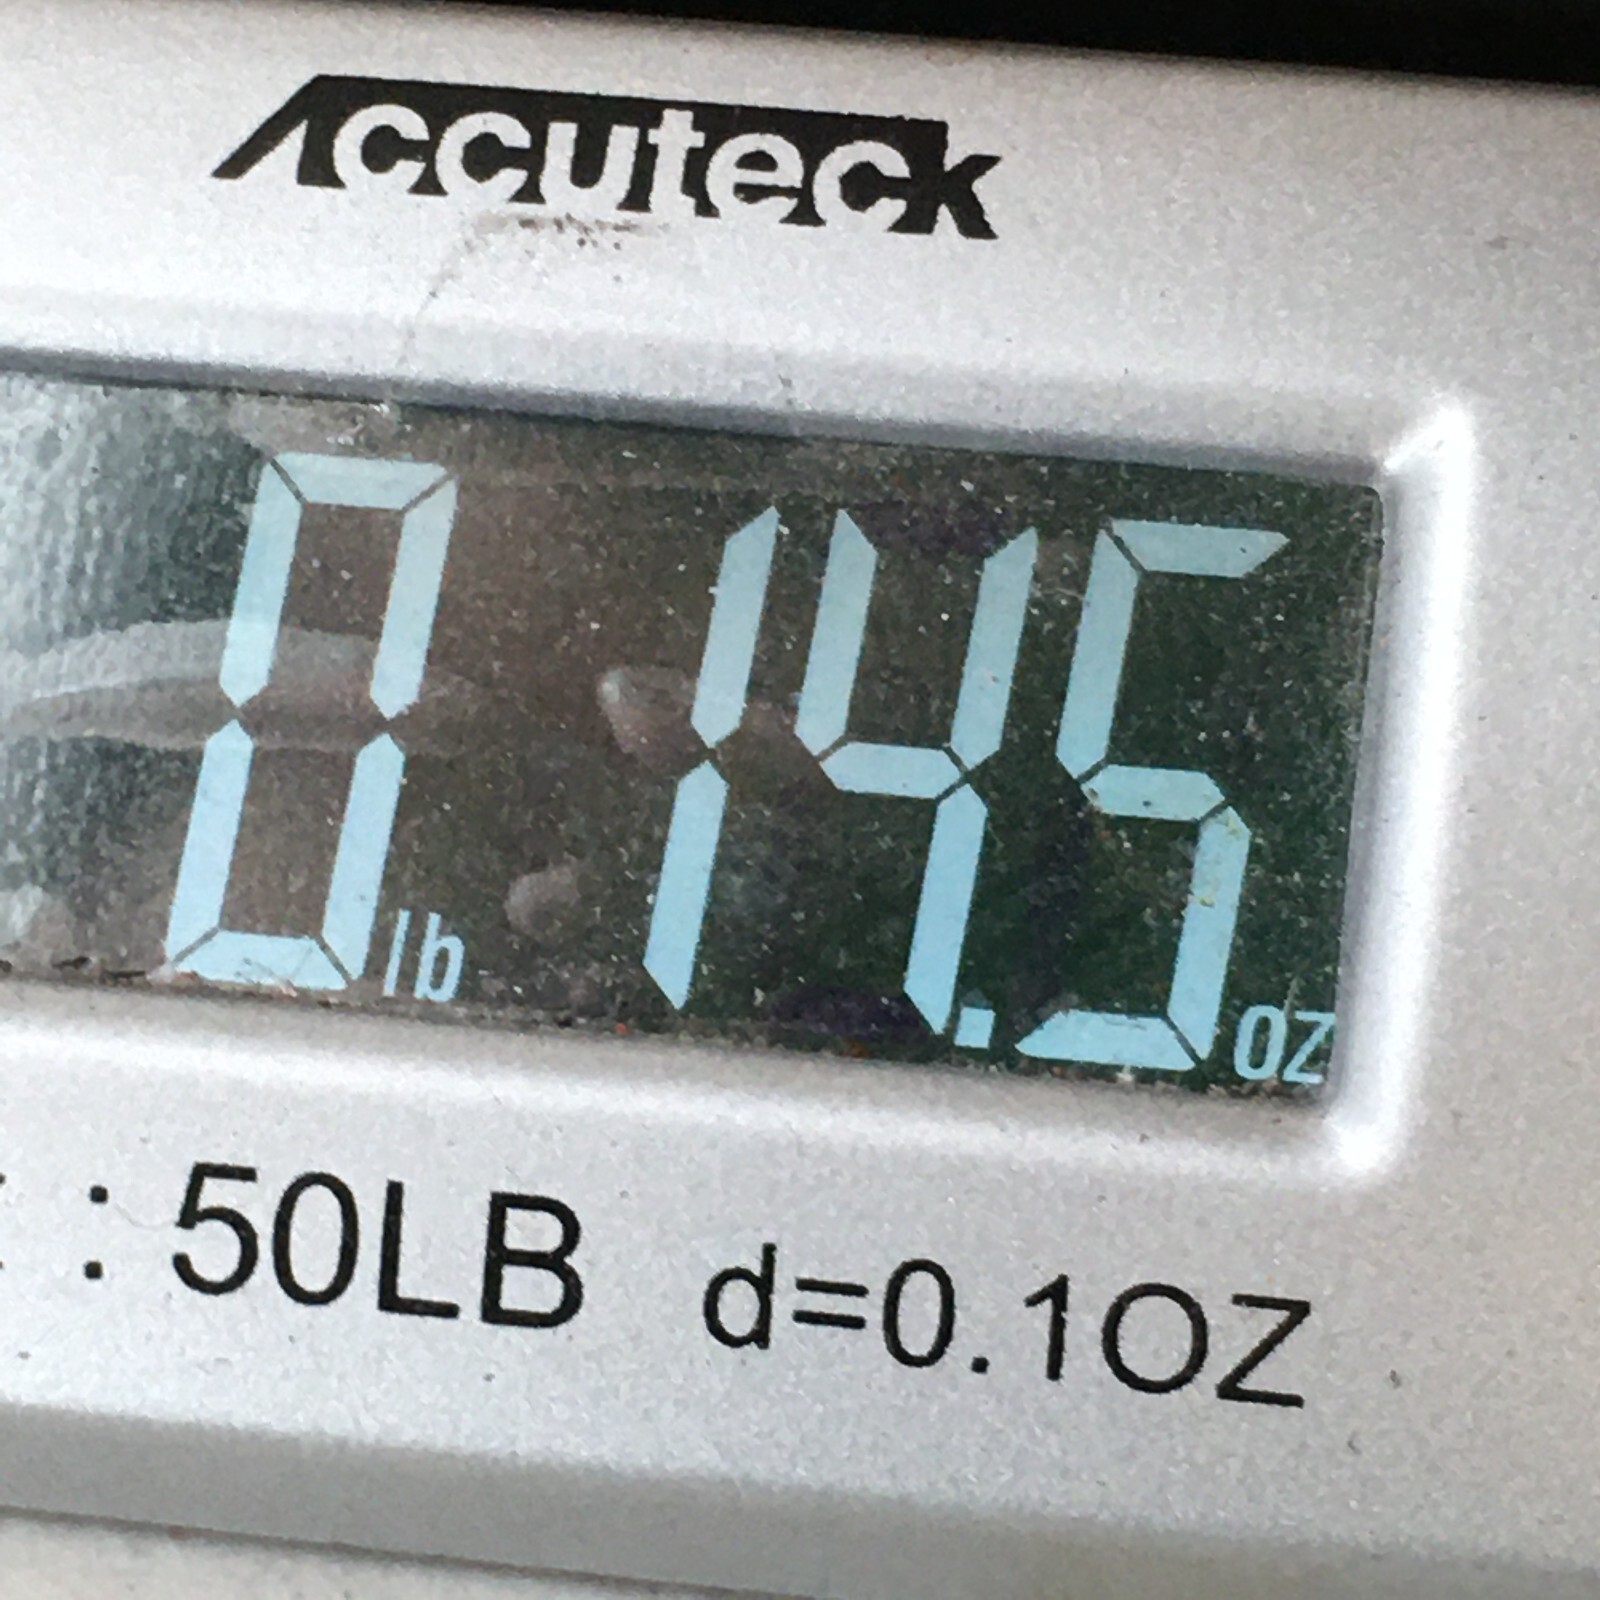 Accuteck
0 lb 14.5 oz
: 50LB d=0.1OZ